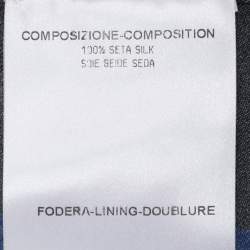 COMPOSIZIONE-COMPOSITION
100% SETA SILK
SOIE SEIDE SEDA
FODERA-LINING-DOUBLURE